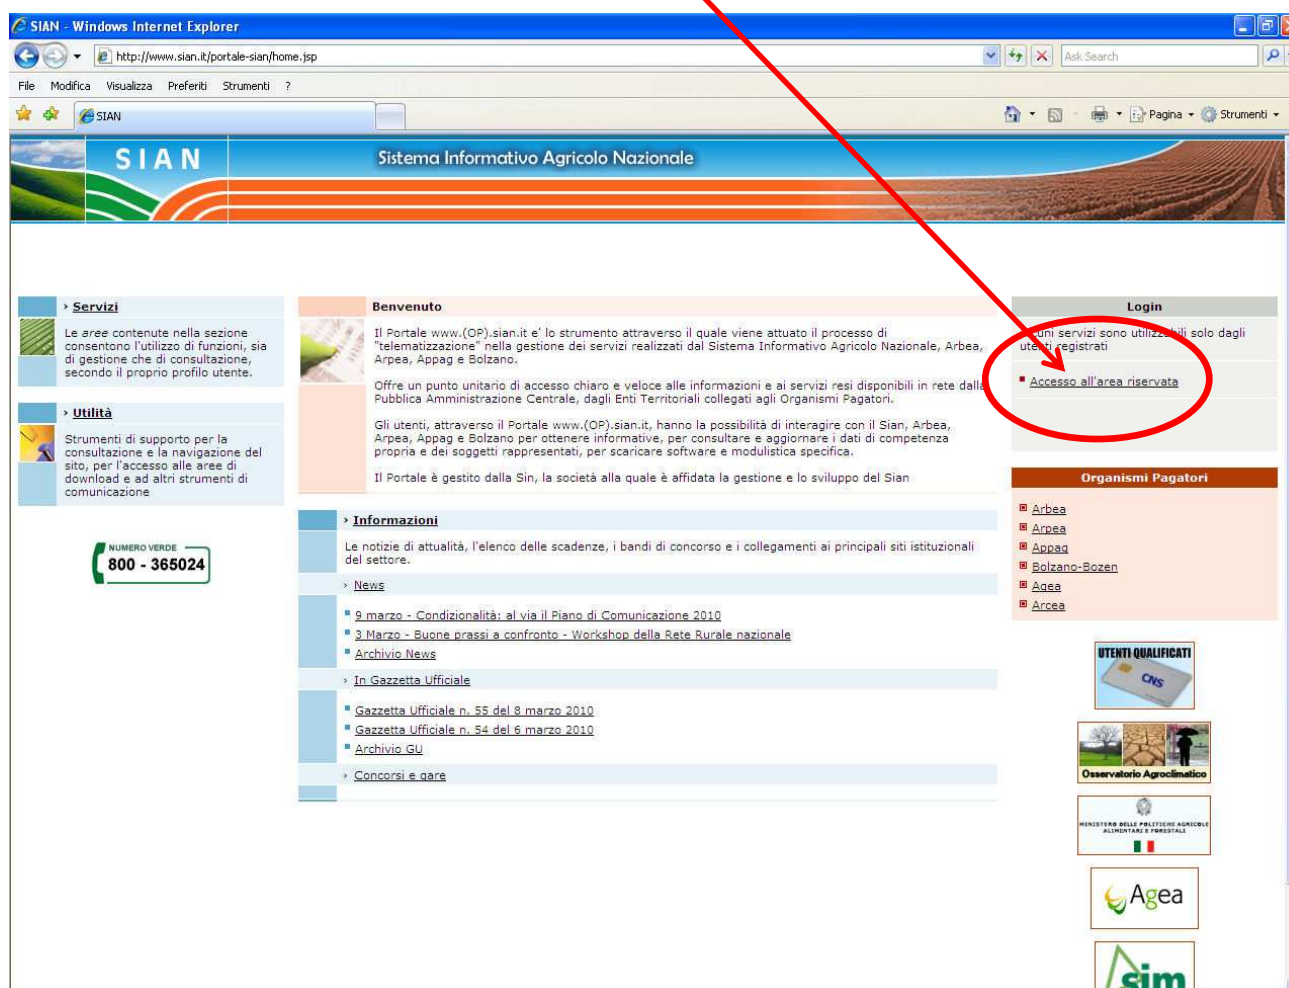 SIAN - Windows Internet Explorer
http://www.sian.it/portale-sian/home.jsp
Ask Search
File Modifica Visualizza Preferiti Strumenti ?
SIAN
Pagina
Strumenti
SIAN
Sistema Informativo Agricolo Nazionale
› Servizi
Le aree contenute nella sezione
consentono l'utilizzo di funzioni, sia
di gestione che di consultazione,
secondo il proprio profilo utente.
› Utilità
Strumenti di supporto per la
consultazione e la navigazione del
sito, per l'accesso alle aree di
download e ad altri strumenti di
comunicazione
NUMERO VERDE
800 - 365024
Benvenuto
Il Portale www.(OP).sian.it e' lo strumento attraverso il quale viene attuato il processo di
"telematizzazione" nella gestione dei servizi realizzati dal Sistema Informativo Agricolo Nazionale, Arbea,
Arpea, Appag e Bolzano.
Offre un punto unitario di accesso chiaro e veloce alle informazioni e ai servizi resi disponibili in rete dalla
Pubblica Amministrazione Centrale, dagli Enti Territoriali collegati agli Organismi Pagatori.
Gli utenti, attraverso il Portale www.(OP).sian.it, hanno la possibilità di interagire con il Sian, Arbea,
Arpea, Appag e Bolzano per ottenere informative, per consultare e aggiornare i dati di competenza
propria e dei soggetti rappresentati, per scaricare software e modulistica specifica.
Il Portale è gestito dalla Sin, la società alla quale è affidata la gestione e lo sviluppo del Sian
› Informazioni
Le notizie di attualità, l'elenco delle scadenze, i bandi di concorso e i collegamenti ai principali siti istituzionali
del settore.
› News
9 marzo - Condizionalità: al via il Piano di Comunicazione 2010
3 Marzo - Buone prassi a confronto - Workshop della Rete Rurale nazionale
Archivio News
› In Gazzetta Ufficiale
Gazzetta Ufficiale n. 55 del 8 marzo 2010
Gazzetta Ufficiale n. 54 del 6 marzo 2010
Archivio GU
› Concorsi e gare
Login
servizi sono utilizzabili solo dagli
utenti registrati
Accesso all'area riservata
Organismi Pagatori
Arbea
Arpea
Appag
Bolzano-Bozen
Agea
Arcea
UTENTI QUALIFICATI
CNS
Osservatorio Agroclimatico
MINISTERO DELLE POLITICHE AGRICOLE
ALIMENTARI E FORESTALI
Agea
sim